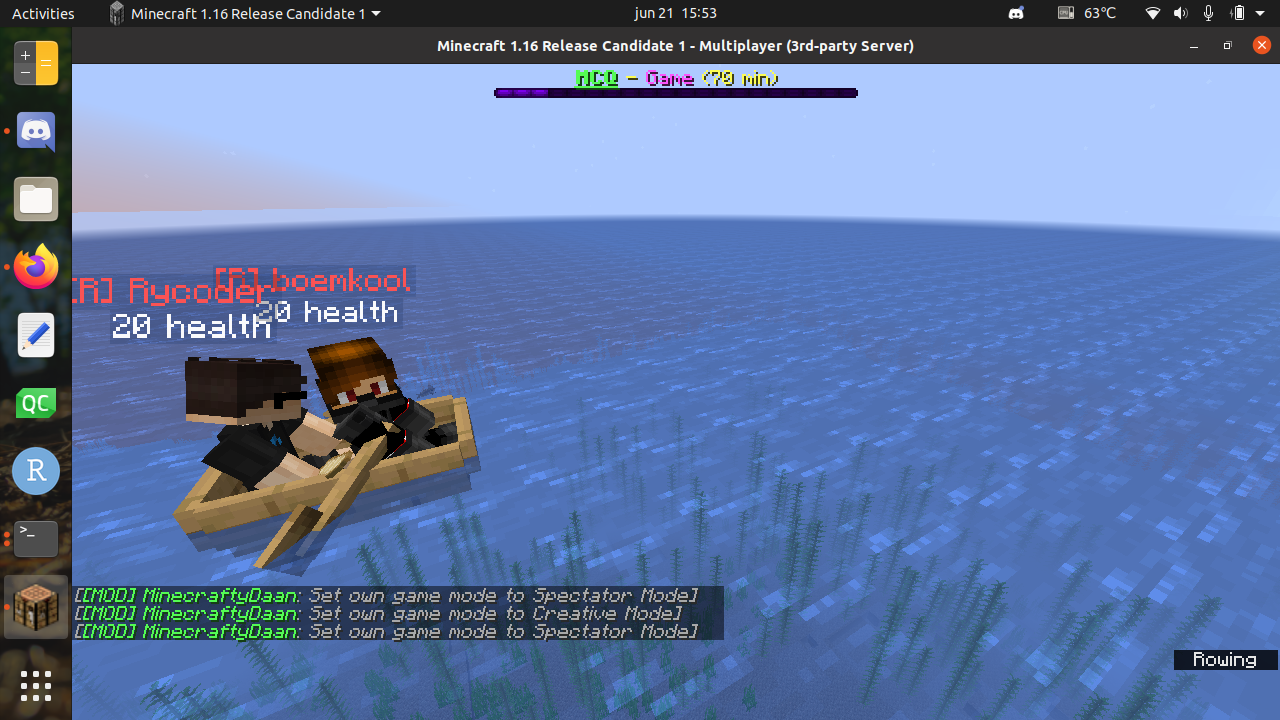 Activities
Minecraft 1.16 Release Candidate 1
jun 21 15:53
63°C
Minecraft 1.16 Release Candidate 1 - Multiplayer (3rd-party Server)
MCQ - Game (70 min)
[R] boemkool
[R] Rycoder
20 health
20 health
QC
R
>_
[[MOD] MinecraftyDaan: Set own game mode to Spectator Mode]
[[MOD] MinecraftyDaan: Set own game mode to Creative Mode]
[[MOD] MinecraftyDaan: Set own game mode to Spectator Mode]
Rowing